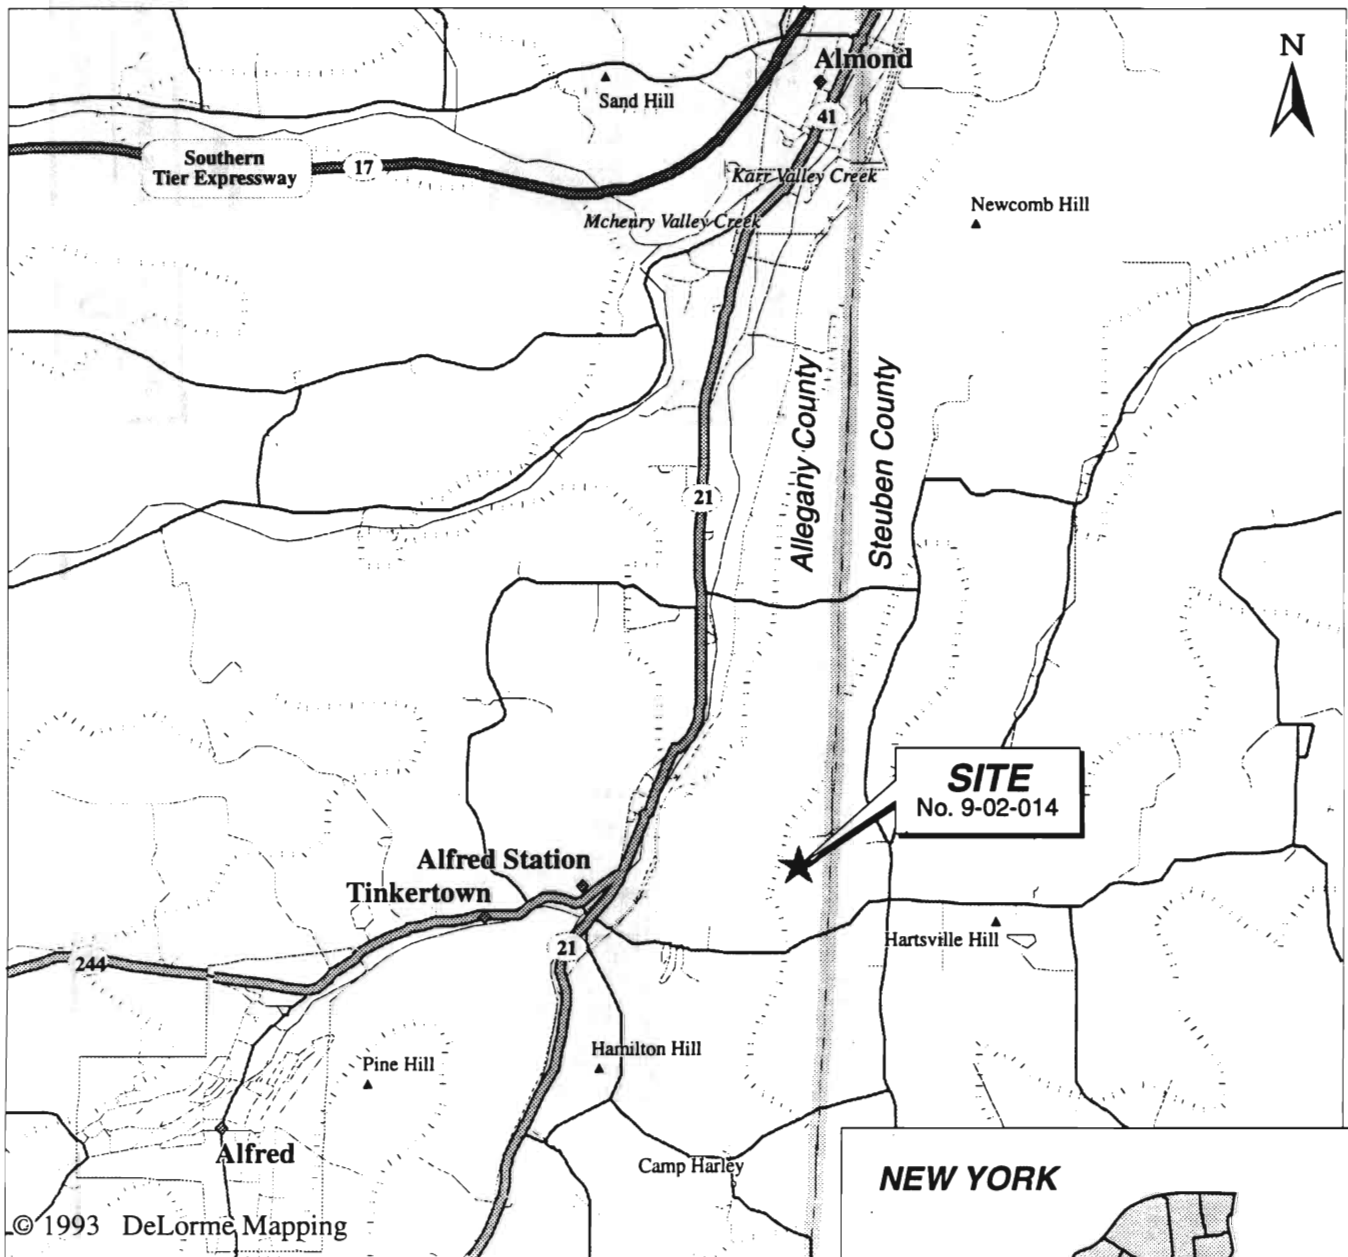 Almond
N
Sand Hill
41
Southern
Tier Expressway
17
Karr Valley Creek
Newcomb Hill
Mchenry Valley Creek
Allegany County
Steuben County
21
SITE
No. 9-02-014
Alfred Station
Tinkertown
21
Hartsville Hill
244
Hamilton Hill
Pine Hill
Alfred
Camp Harley
NEW YORK
© 1993 DeLorme Mapping